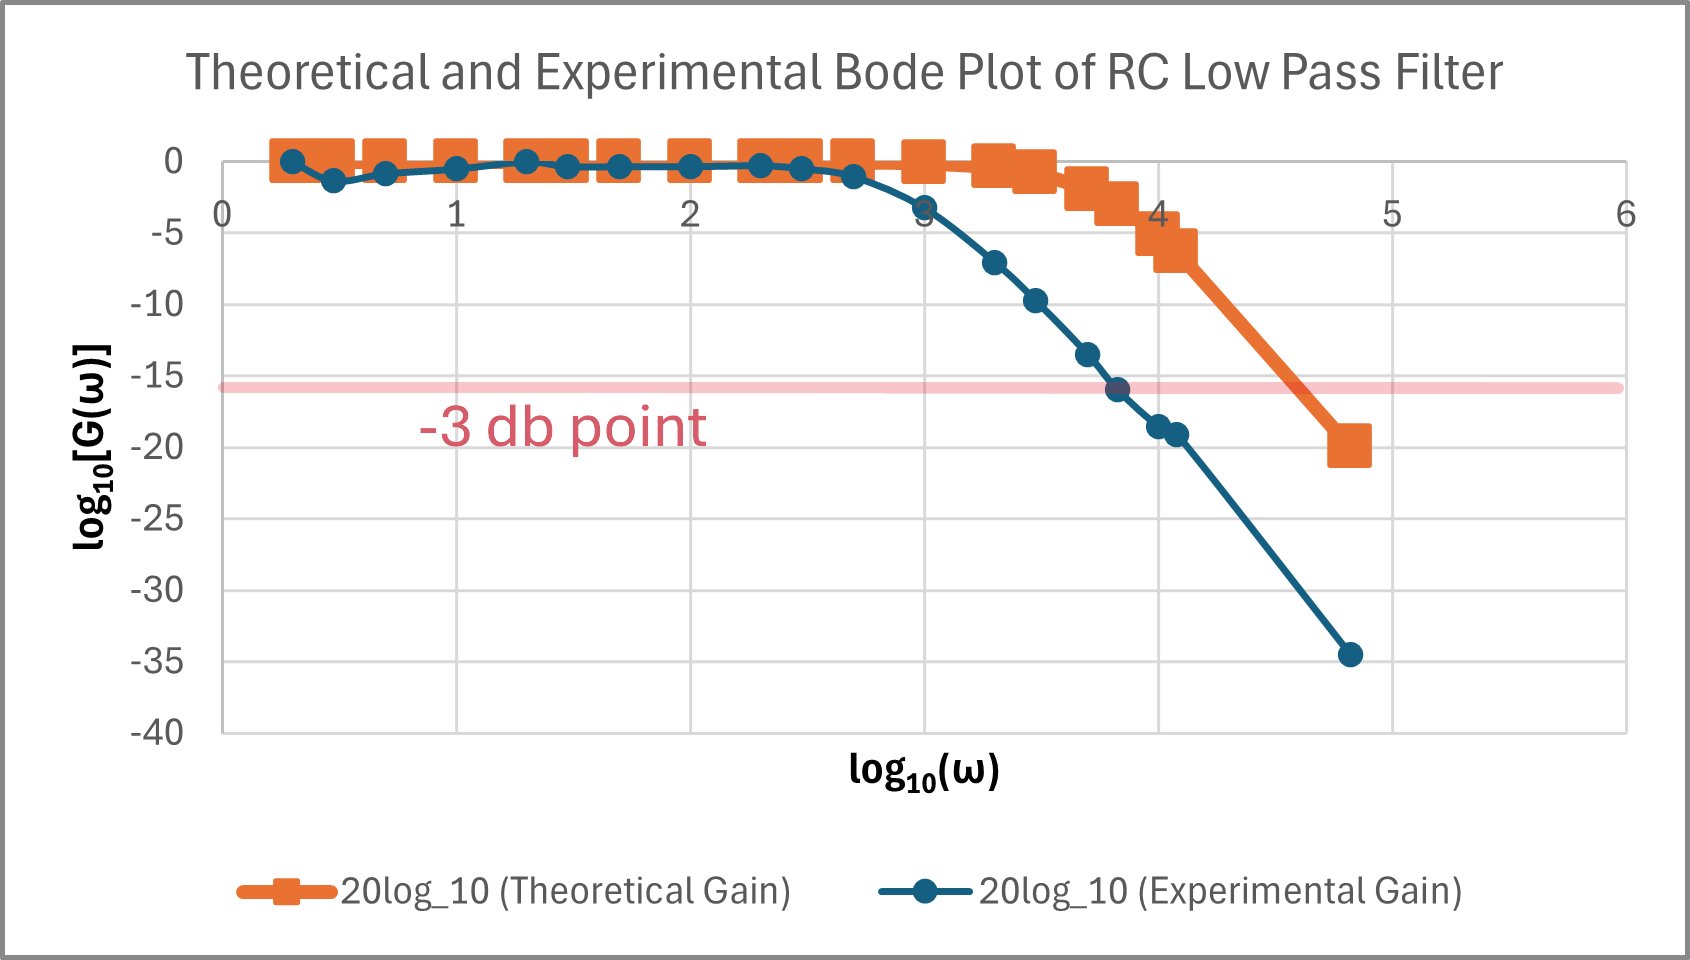 Theoretical and Experimental Bode Plot of RC Low Pass Filter
0
0 1 2 3 4 5 6
-5
-10
-15
-3 db point
-20
-25
-30
-35
-40
log10[G(ω)]
log10(ω)
20log_10 (Theoretical Gain) 20log_10 (Experimental Gain)